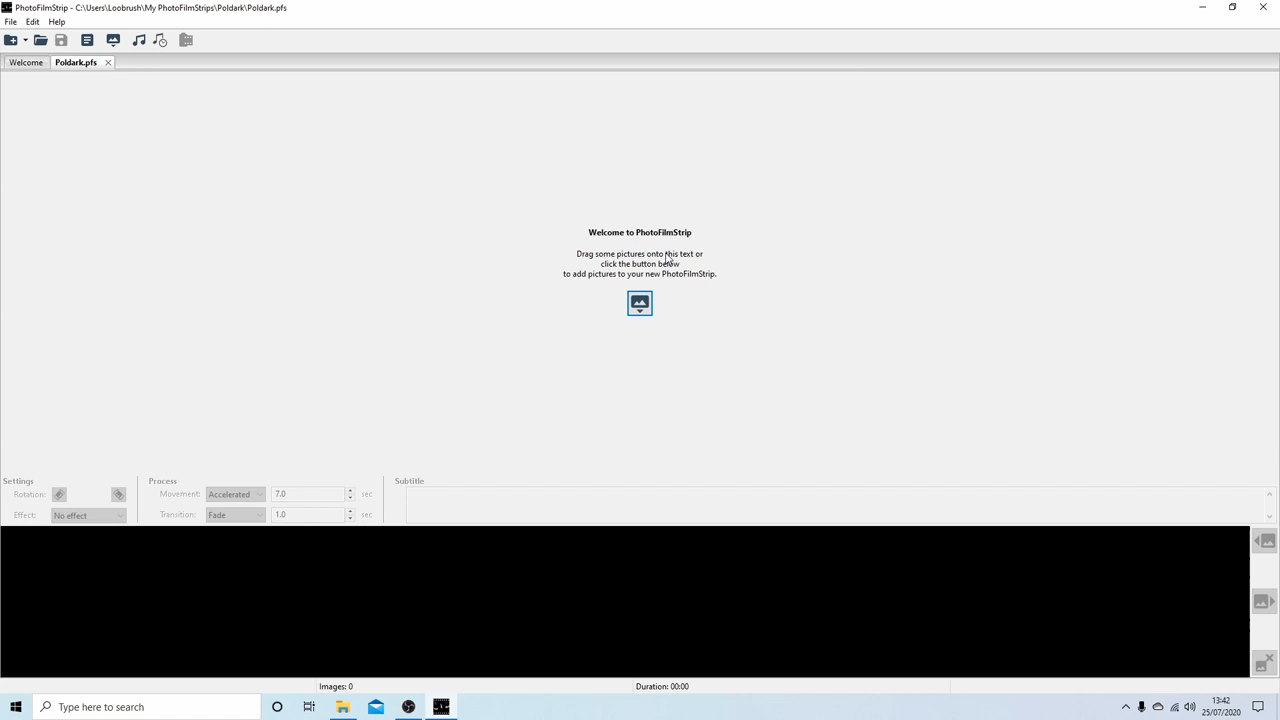 PhotoFilmStrip - C:\Users\Loobrush\My PhotoFilmStrips\Poldark\Poldark.pfs
File Edit Help
Welcome Poldark.pfs
Welcome to PhotoFilmStrip
Drag some pictures onto this text or
click the button below
to add pictures to your new PhotoFilmStrip.
Settings Process Subtitle
Rotation: Movement: Accelerated 7.0 sec
Effect: No effect Transition: Fade 1.0 sec
Images: 0 Duration: 00:00
Type here to search
13:42
25/07/2020